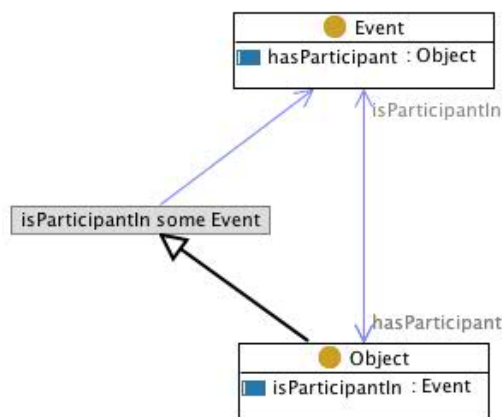 Event
hasParticipant : Object
isParticipantIn
isParticipantIn some Event
hasParticipant
Object
isParticipantIn : Event